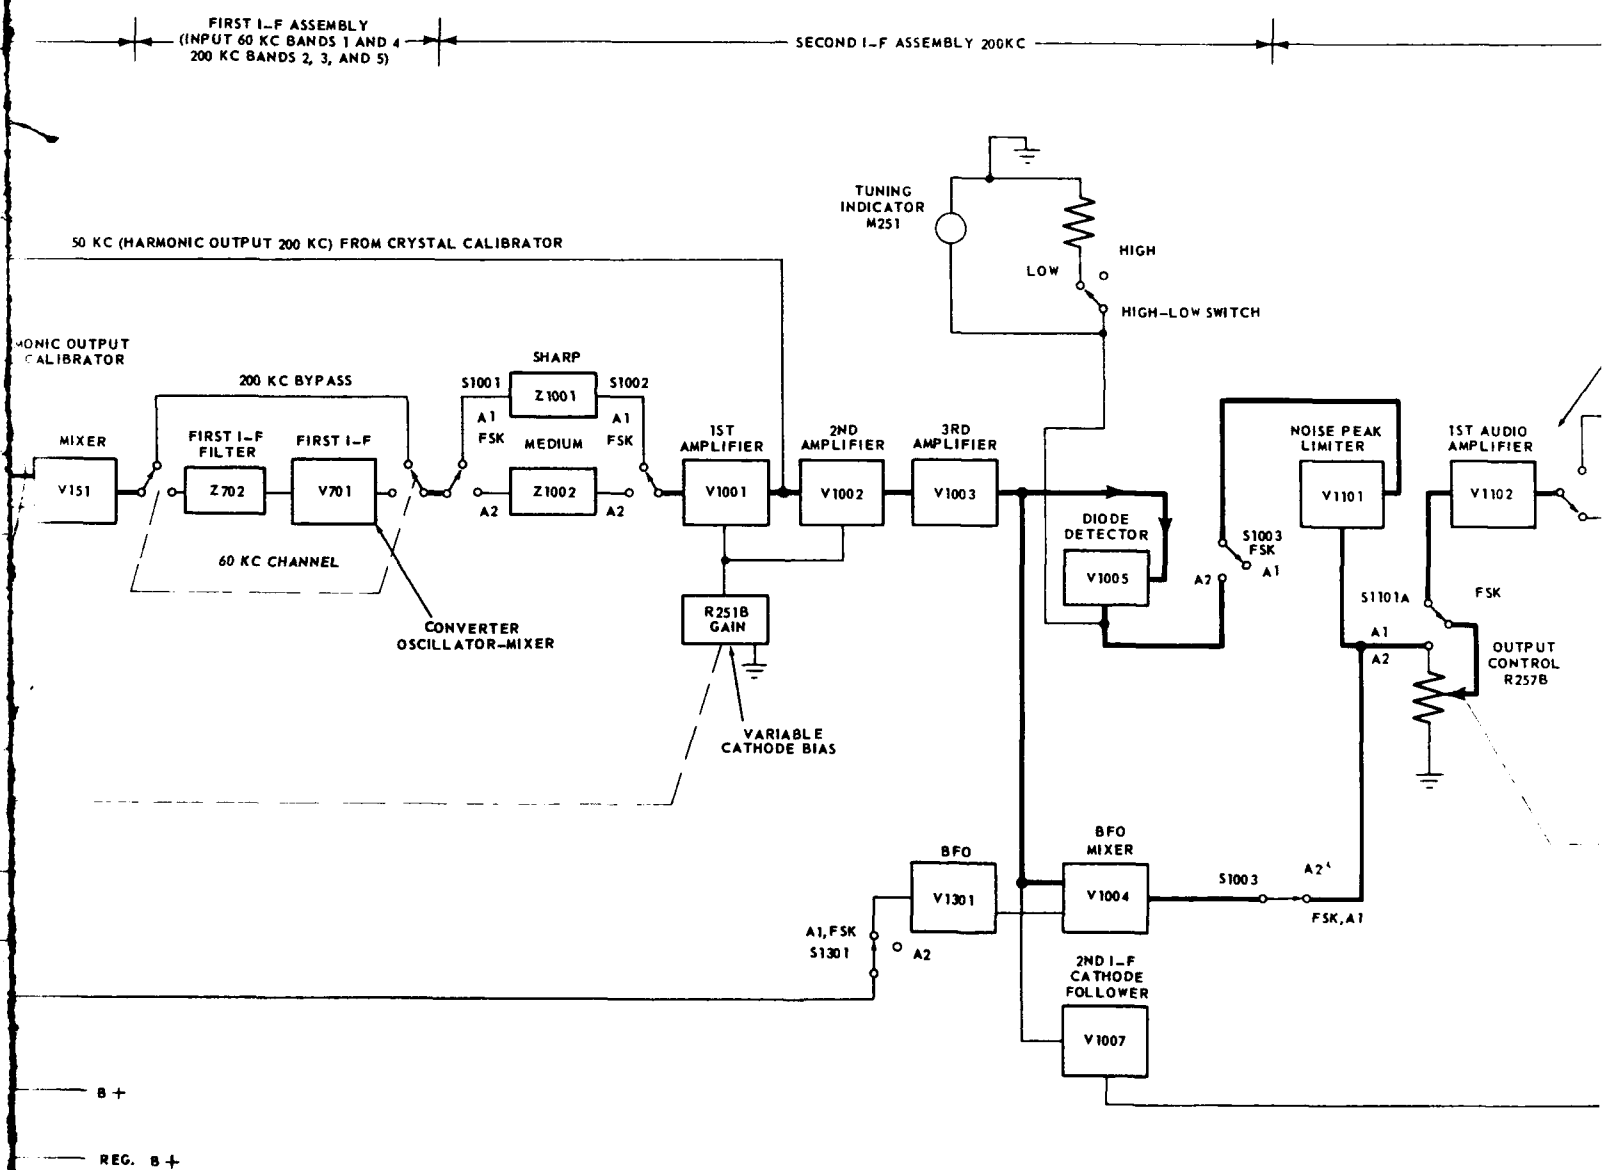 FIRST I-F ASSEMBLY
(INPUT 60 KC BANDS 1 AND 4
200 KC BANDS 2, 3, AND 5)
SECOND I-F ASSEMBLY 200KC
TUNING
INDICATOR
M251
HIGH
LOW
HIGH-LOW SWITCH
50 KC (HARMONIC OUTPUT 200 KC) FROM CRYSTAL CALIBRATOR
MONIC OUTPUT
CALIBRATOR
200 KC BYPASS
MIXER
V151
FIRST I-F
FILTER
Z702
FIRST I-F
V701
60 KC CHANNEL
CONVERTER
OSCILLATOR-MIXER
SHARP
S1001
Z1001
S1002
A1
FSK
A1
FSK
MEDIUM
Z1002
A2
A2
1ST
AMPLIFIER
V1001
2ND
AMPLIFIER
V1002
3RD
AMPLIFIER
V1003
R251B
GAIN
VARIABLE
CATHODE BIAS
DIODE
DETECTOR
V1005
S1003
FSK
A1
A2
NOISE PEAK
LIMITER
V1101
1ST AUDIO
AMPLIFIER
V1102
S1101A
FSK
A1
A2
OUTPUT
CONTROL
R257B
BFO
V1301
BFO
MIXER
V1004
S1003
A2
FSK, A1
A1, FSK
S1301
A2
2ND I-F
CATHODE
FOLLOWER
V1007
B+
REG. B+